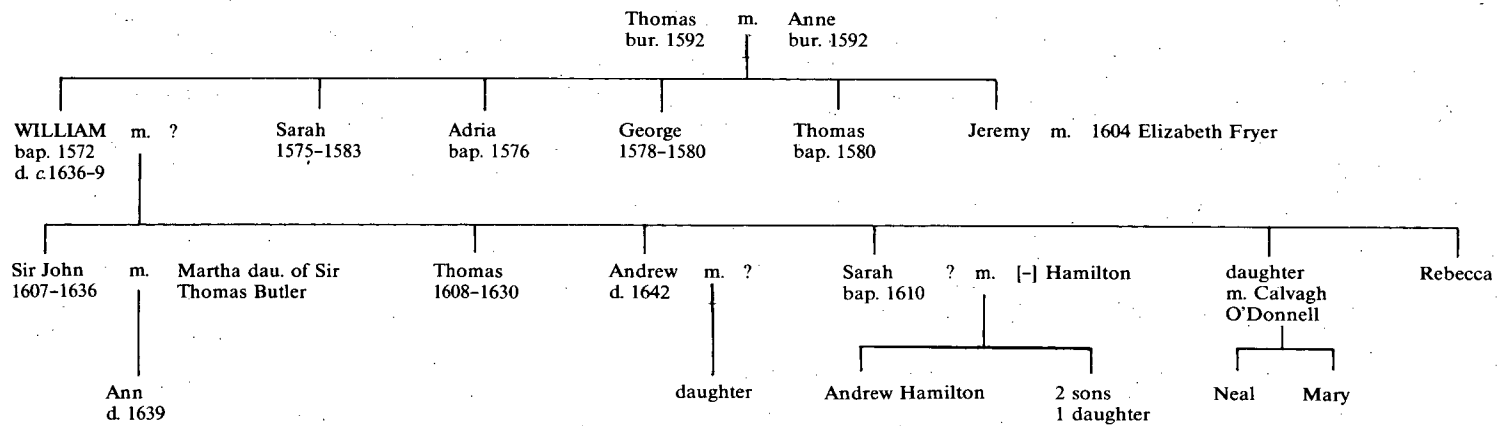 Thomas m. Anne
bur. 1592 bur. 1592
WILLIAM m. ? Sarah Adria George Thomas Jeremy m. 1604 Elizabeth Fryer
bap. 1572 1575-1583 bap. 1576 1578-1580 bap. 1580
d. c.1636-9
Sir John m. Martha dau. of Sir Thomas Andrew m. ? Sarah ? m. [-] Hamilton daughter Rebecca
1607-1636 Thomas Butler 1608-1630 d. 1642 bap. 1610 m. Calvagh
O'Donnell
Ann daughter Andrew Hamilton 2 sons Neal Mary
d. 1639 1 daughter